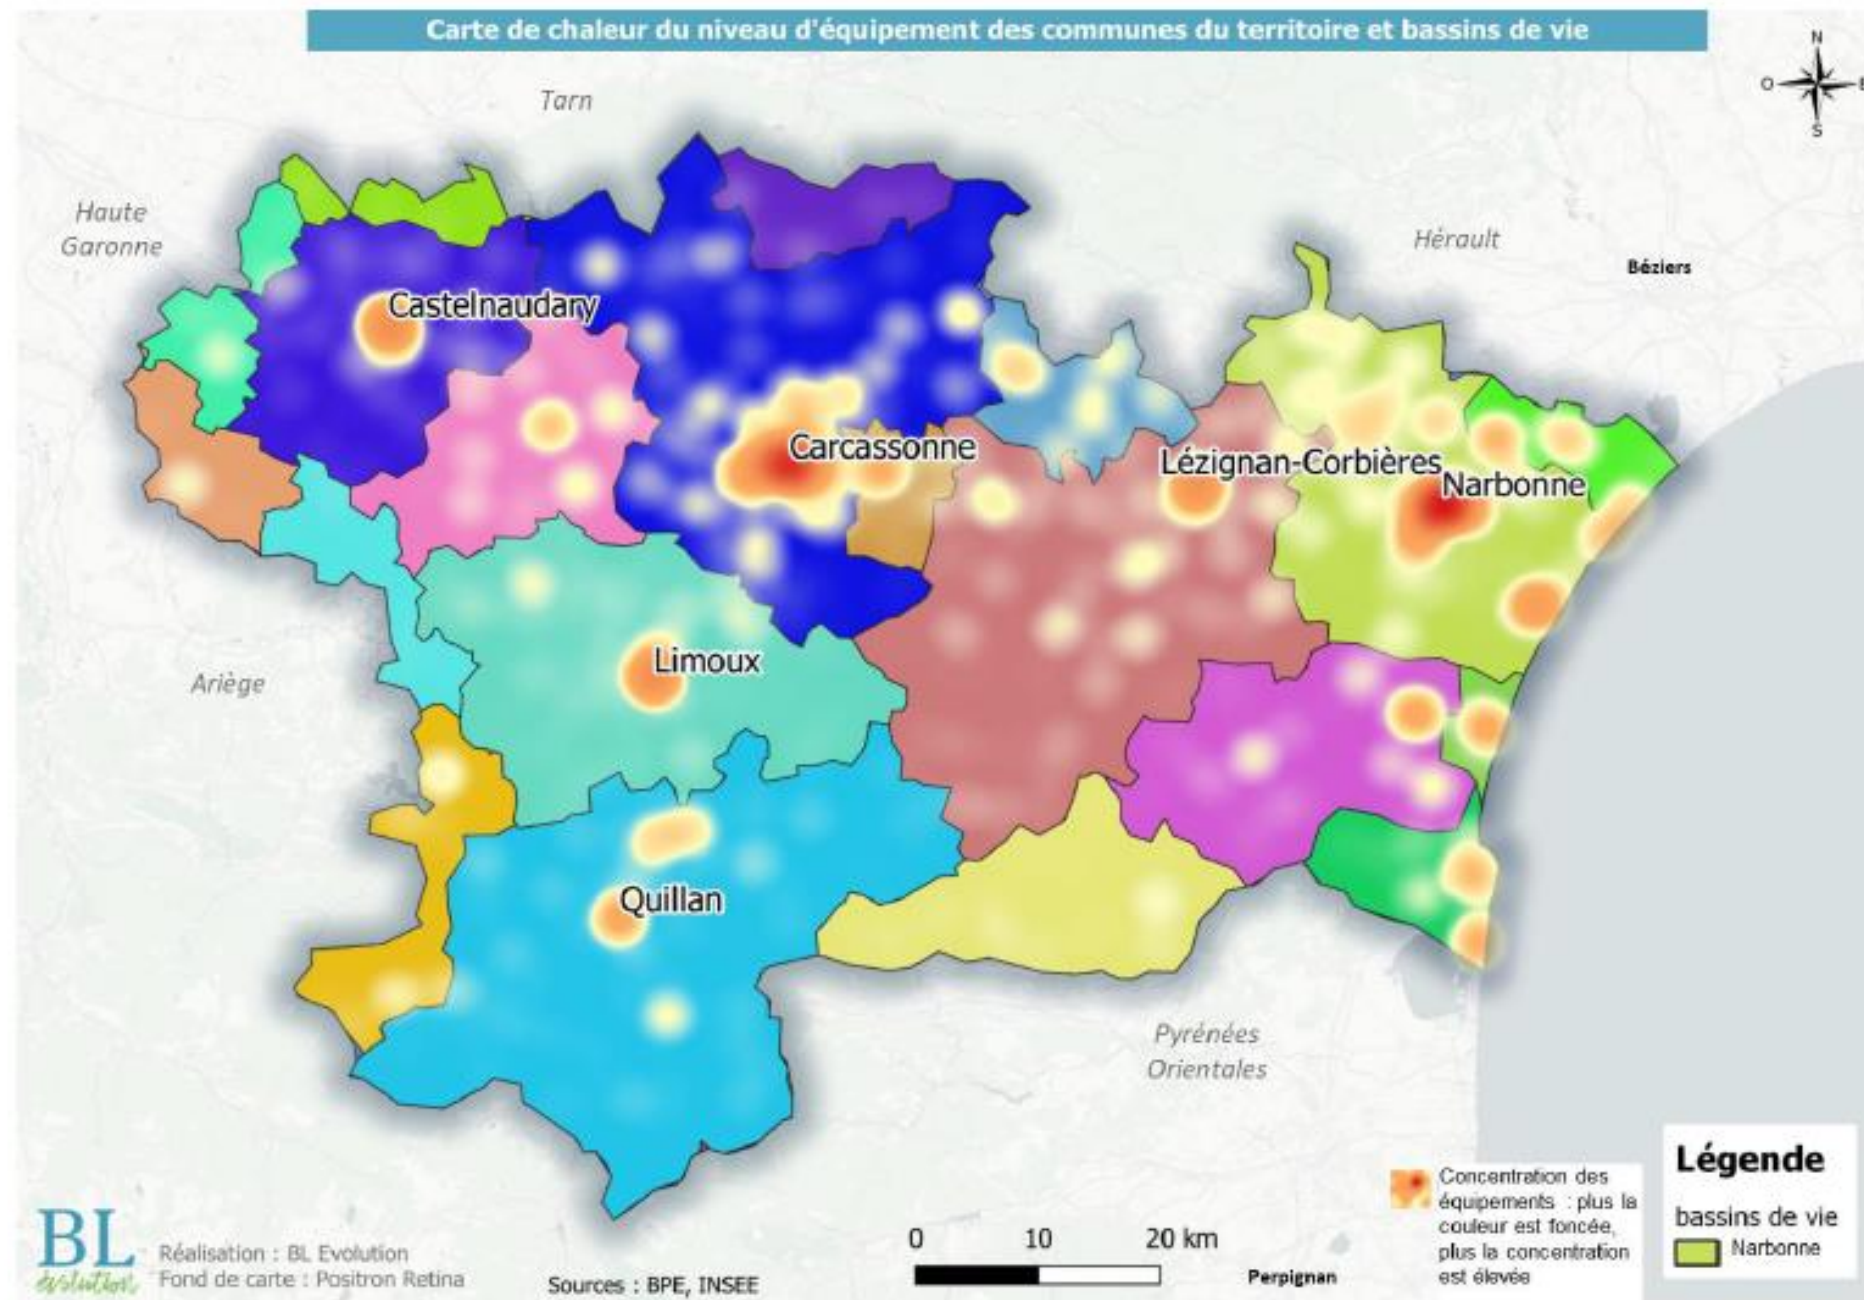 Carte de chaleur du niveau d'équipement des communes du territoire et bassins de vie
N
O
E
S
Tarn
Haute
Garonne
Hérault
Béziers
Castelnaudary
Carcassonne
Lézignan-Corbières
Narbonne
Limoux
Ariège
Quillan
Pyrénées
Orientales
Légende
bassins de vie
Narbonne
Concentration des
équipements : plus la
couleur est foncée,
plus la concentration
est élevée
BL
évolution
Réalisation : BL Evolution
Fond de carte : Positron Retina
Sources : BPE, INSEE
0 10 20 km
Perpignan